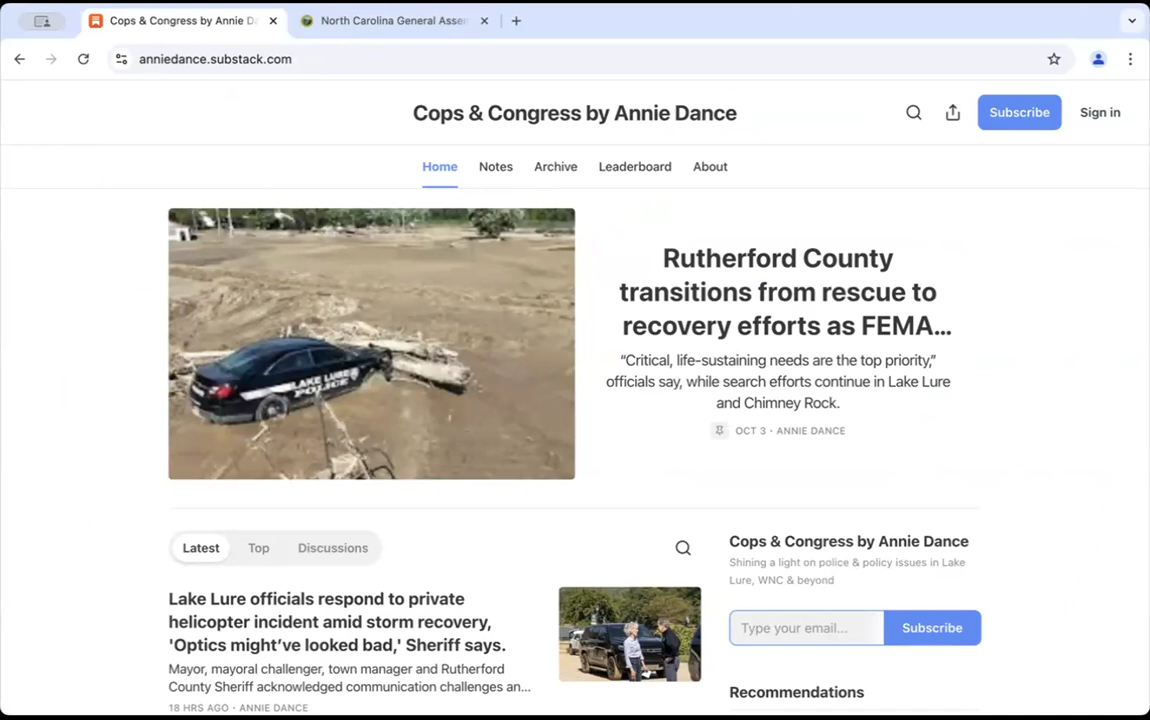 Cops & Congress by Annie D
North Carolina General Assem
anniedance.substack.com
Cops & Congress by Annie Dance
Subscribe
Sign in
Home
Notes
Archive
Leaderboard
About
LAKE LURE
POLICE
Rutherford County
transitions from rescue to
recovery efforts as FEMA...
“Critical, life-sustaining needs are the top priority,”
officials say, while search efforts continue in Lake Lure
and Chimney Rock.
OCT 3 · ANNIE DANCE
Latest
Top
Discussions
Lake Lure officials respond to private
helicopter incident amid storm recovery,
'Optics might’ve looked bad,' Sheriff says.
Mayor, mayoral challenger, town manager and Rutherford
County Sheriff acknowledged communication challenges an...
18 HRS AGO · ANNIE DANCE
Cops & Congress by Annie Dance
Shining a light on police & policy issues in Lake
Lure, WNC & beyond
Type your email...
Subscribe
Recommendations